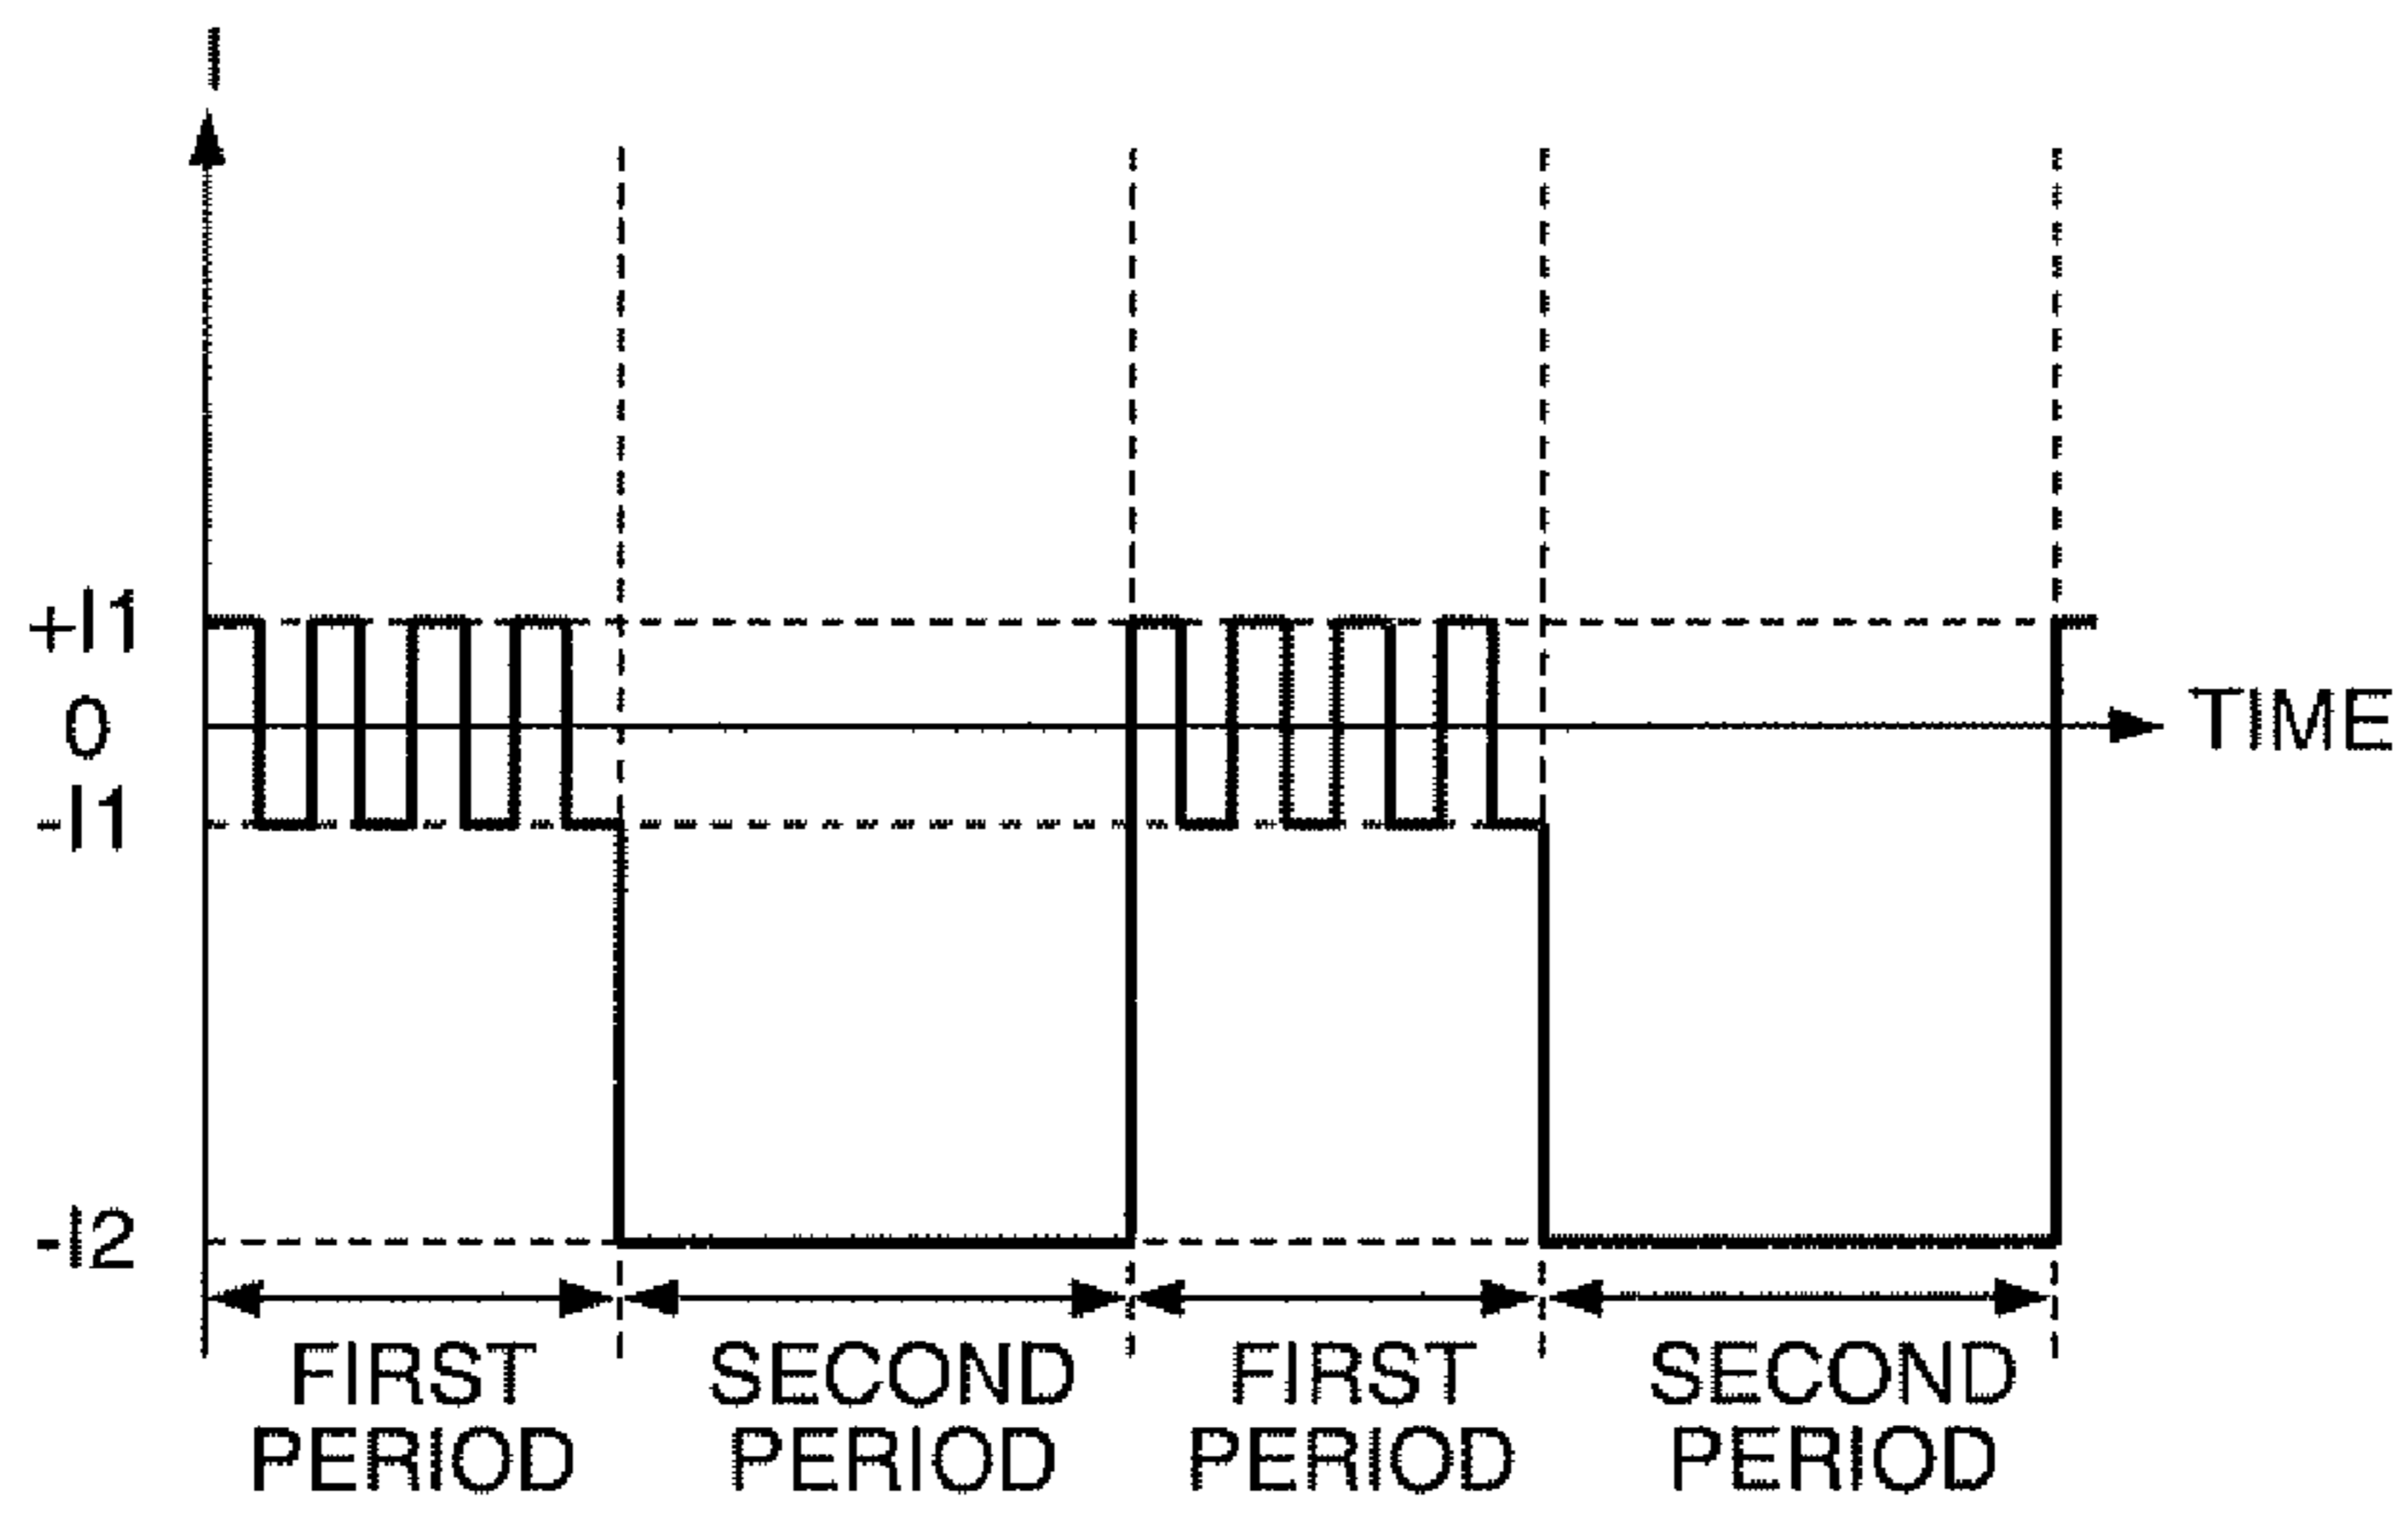 I
+I1
0
-I1
-I2
TIME
FIRST PERIOD
SECOND PERIOD
FIRST PERIOD
SECOND PERIOD